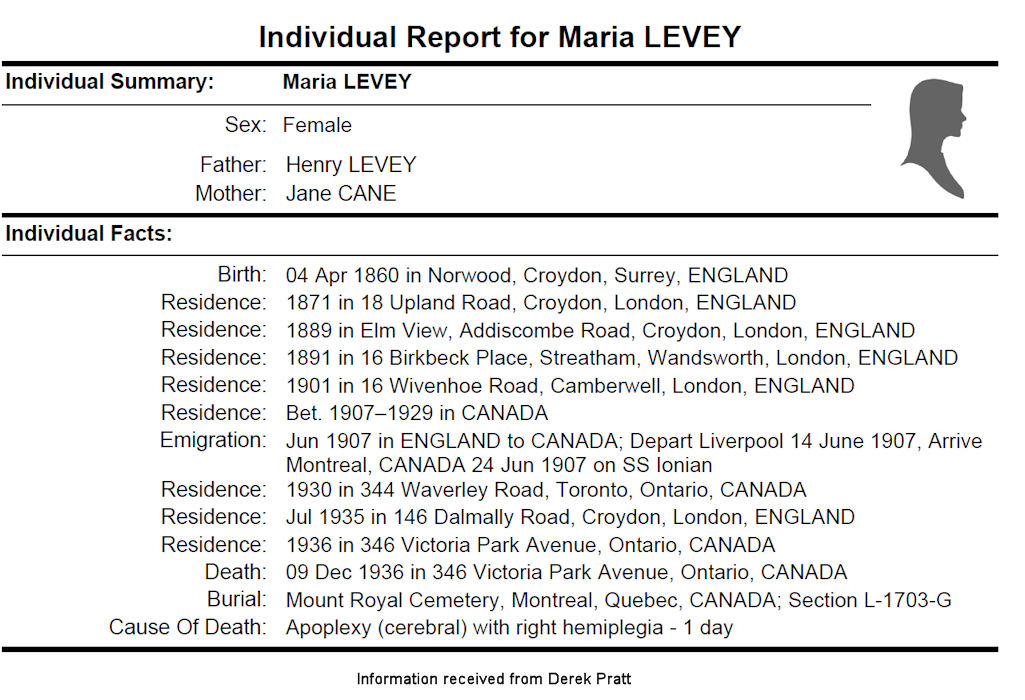 Individual Report for Maria LEVEY
Individual Summary: Maria LEVEY
Sex: Female
Father: Henry LEVEY
Mother: Jane CANE
Individual Facts:
Birth: 04 Apr 1860 in Norwood, Croydon, Surrey, ENGLAND
Residence: 1871 in 18 Upland Road, Croydon, London, ENGLAND
Residence: 1889 in Elm View, Addiscombe Road, Croydon, London, ENGLAND
Residence: 1891 in 16 Birkbeck Place, Streatham, Wandsworth, London, ENGLAND
Residence: 1901 in 16 Wivenhoe Road, Camberwell, London, ENGLAND
Residence: Bet. 1907–1929 in CANADA
Emigration: Jun 1907 in ENGLAND to CANADA; Depart Liverpool 14 June 1907, Arrive
Montreal, CANADA 24 Jun 1907 on SS Ionian
Residence: 1930 in 344 Waverley Road, Toronto, Ontario, CANADA
Residence: Jul 1935 in 146 Dalmally Road, Croydon, London, ENGLAND
Residence: 1936 in 346 Victoria Park Avenue, Ontario, CANADA
Death: 09 Dec 1936 in 346 Victoria Park Avenue, Ontario, CANADA
Burial: Mount Royal Cemetery, Montreal, Quebec, CANADA; Section L-1703-G
Cause Of Death: Apoplexy (cerebral) with right hemiplegia - 1 day
Information received from Derek Pratt